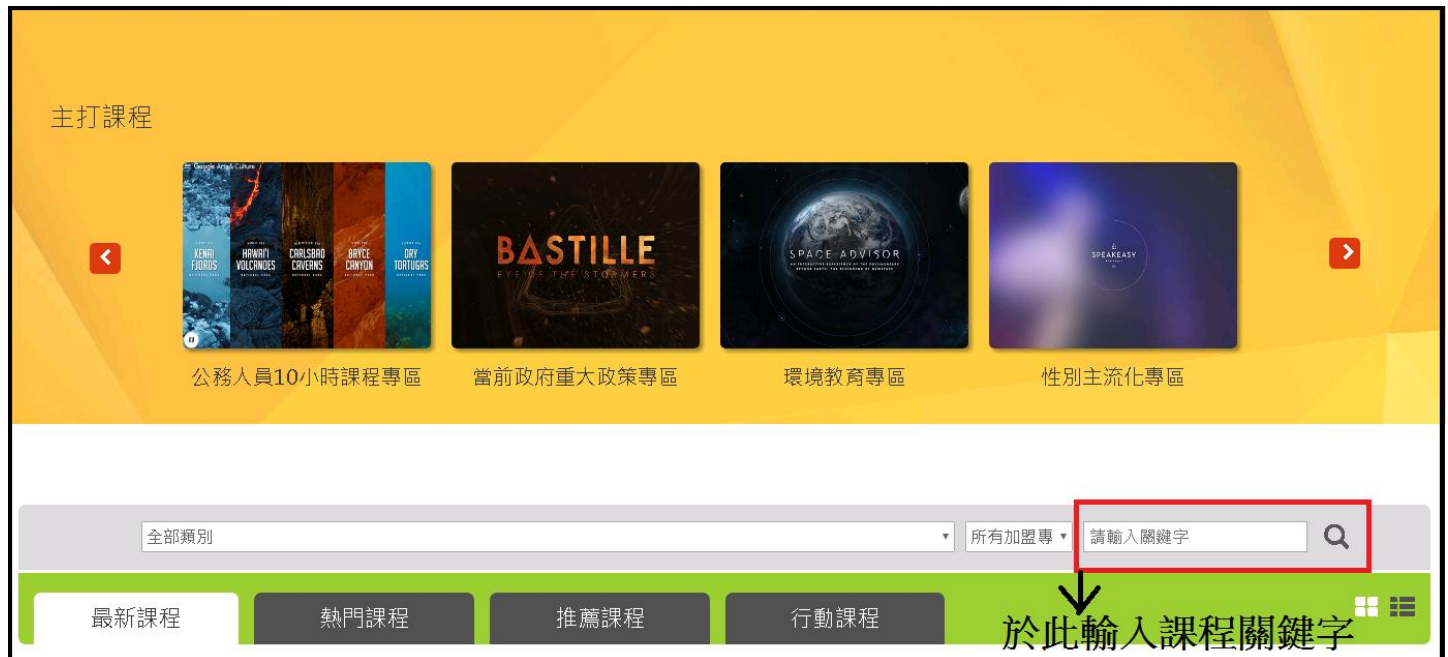 主打課程
Google Arts & Culture
KENAI FJORDS
HAWAI'I VOLCANOES
CARLSBAD CAVERNS
BRYCE CANYON
DRY TORTUGAS
BASTILLE
EYE OF THE STORMERS
SPACE ADVISOR
SPEAKEASY
公務人員10小時課程專區
當前政府重大政策專區
環境教育專區
性別主流化專區
全部類別
所有加盟專
請輸入關鍵字
最新課程
熱門課程
推薦課程
行動課程
於此輸入課程關鍵字